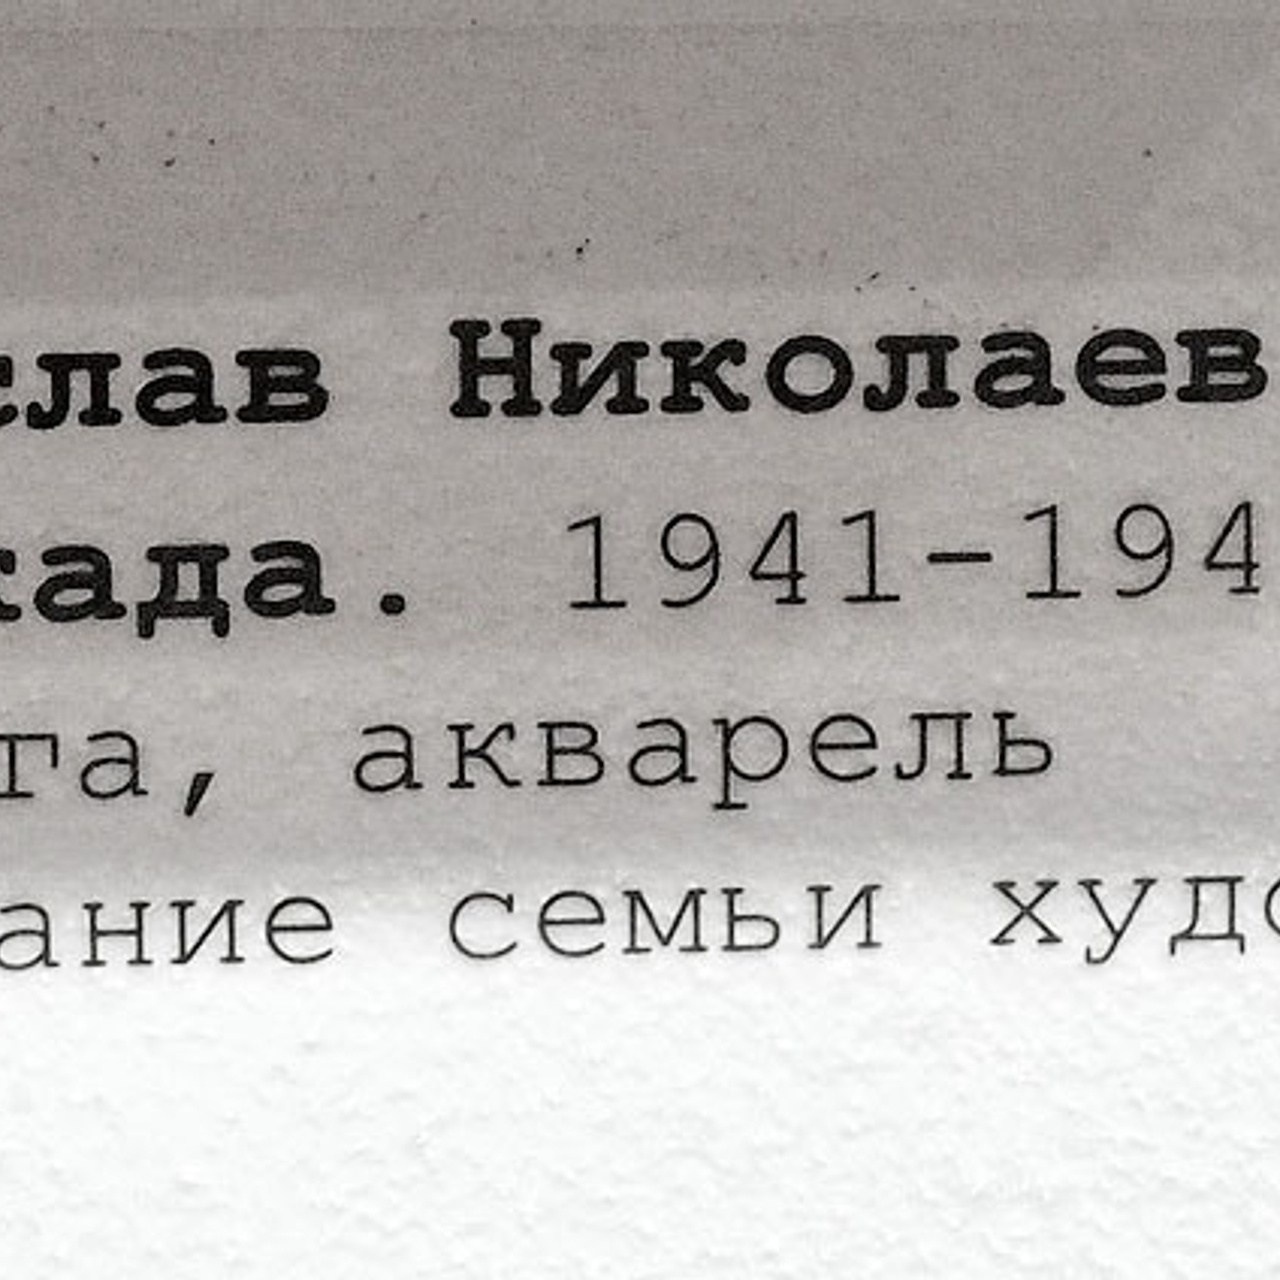 слав Николаев
када. 1941-194
га, акварель
ание семьи худо